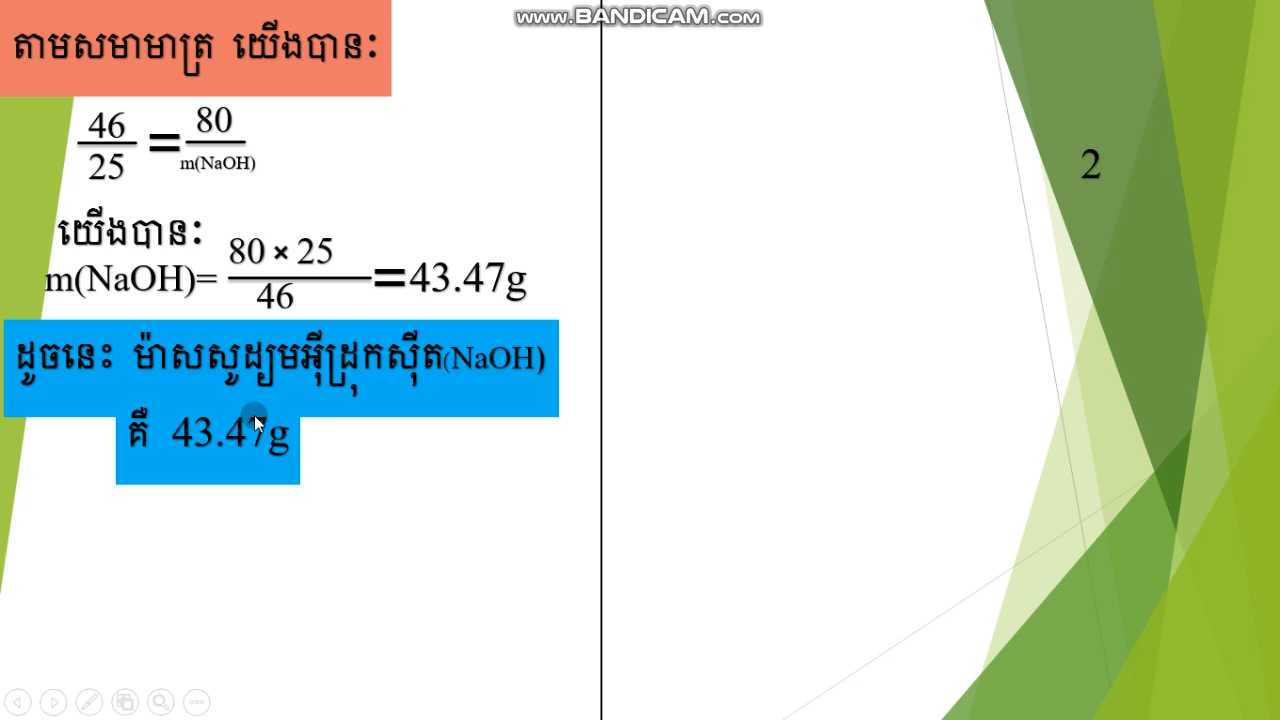 www.BANDICAM.com
តាមសមាមាត្រ យើងបានៈ
46
25
=
80
m(NaOH)
2
យើងបានៈ
m(NaOH)=
80 × 25
46
=43.47g
ដូចនេះ ម៉ាសសូដ្យមអ៊ីដ្រុកស៊ីត(NaOH)
គឺ 43.47g